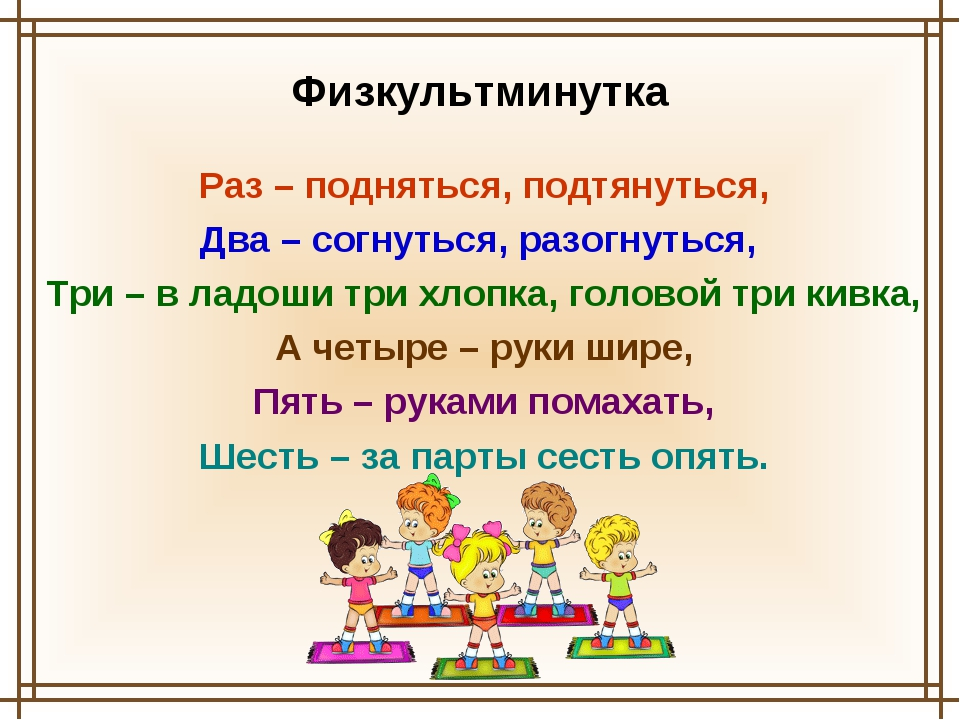 Физкультминутка
Раз – подняться, подтянуться,
Два – согнуться, разогнуться,
Три – в ладоши три хлопка, головой три кивка,
А четыре – руки шире,
Пять – руками помахать,
Шесть – за парты сесть опять.